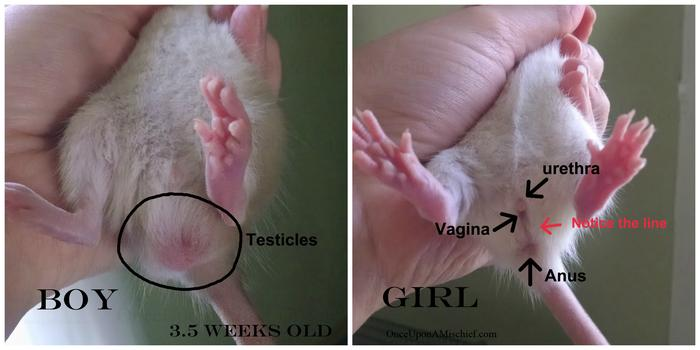 Testicles
BOY
3.5 WEEKS OLD
urethra
Vagina
Notice the line
Anus
GIRL
OnceUponAMischief.com